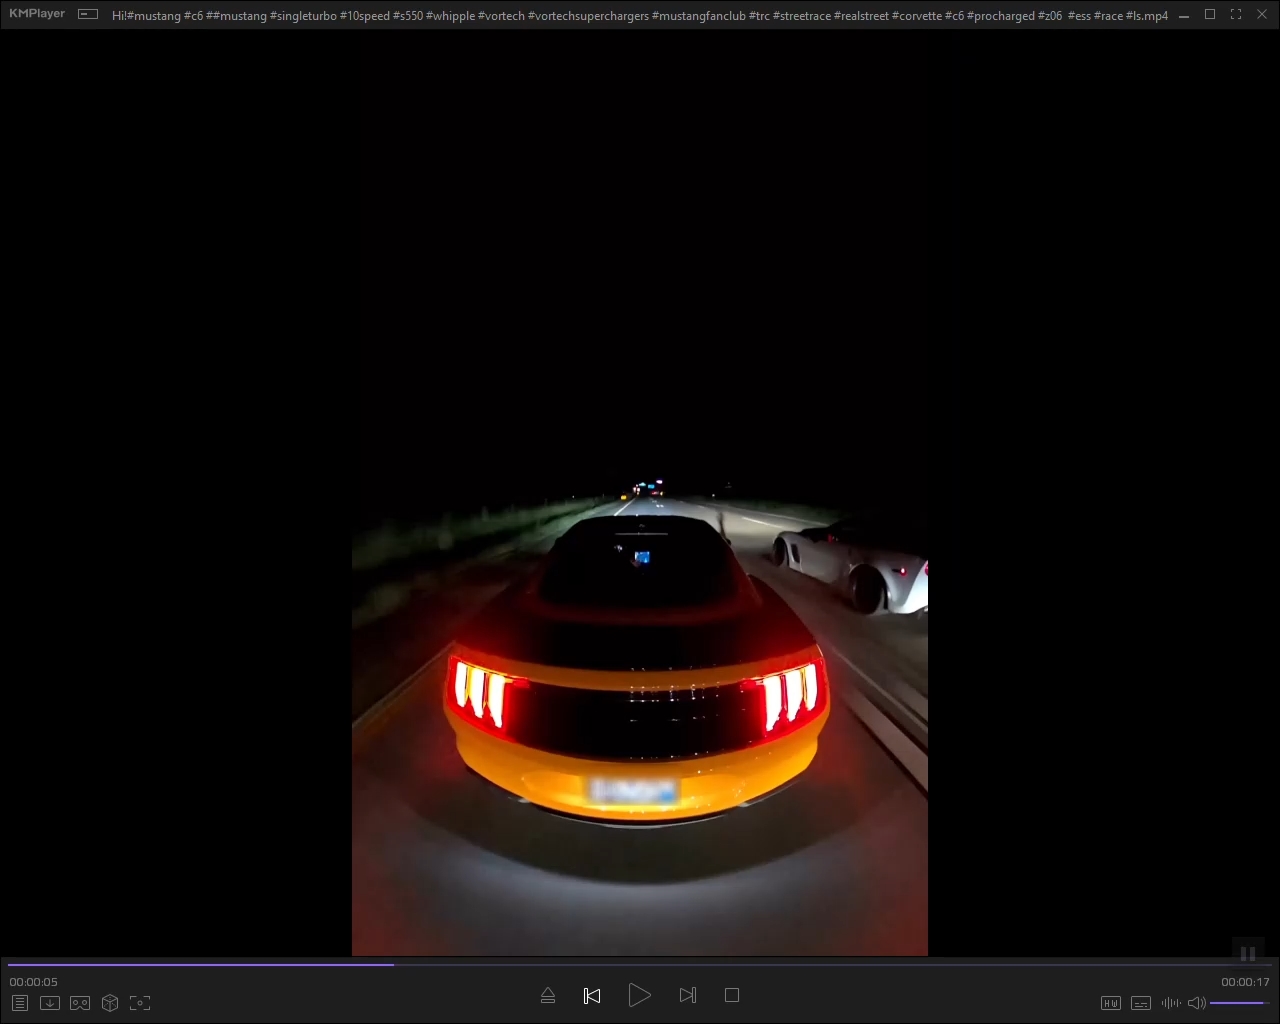 KMPlayer
Hi!#mustang #c6 ##mustang #singleturbo #10speed #s550 #whipple #vortech #vortechsuperchargers #mustangfanclub #trc #streetrace #realstreet #corvette #c6 #procharged #z06  #ess #race #ls.mp4
00:00:05
00:00:17
HW